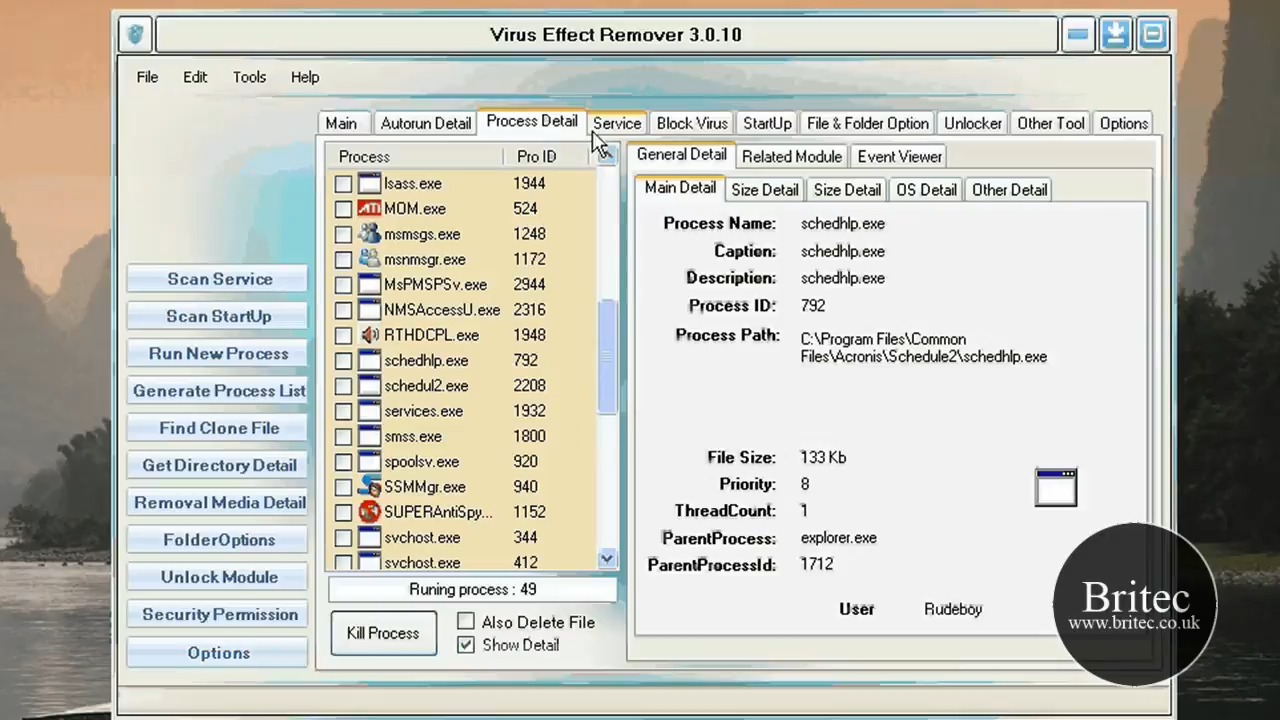 Virus Effect Remover 3.0.10
File Edit Tools Help
Main Autorun Detail Process Detail Service Block Virus StartUp File & Folder Option Unlocker Other Tool Options
Scan Service
Scan StartUp
Run New Process
Generate Process List
Find Clone File
Get Directory Detail
Removal Media Detail
FolderOptions
Unlock Module
Security Permission
Options
Process Pro ID
lsass.exe 1944
ATI MOM.exe 524
msmsgs.exe 1248
msnmsgr.exe 1172
MsPMSPSv.exe 2944
NMSAccessU.exe 2316
RTHDCPL.exe 1948
schedhlp.exe 792
schedul2.exe 2208
services.exe 1932
smss.exe 1800
spoolsv.exe 920
SSMMgr.exe 940
SUPERAntiSpy... 1152
svchost.exe 344
svchost.exe 412
Runing process : 49
Kill Process
Also Delete File
Show Detail
General Detail Related Module Event Viewer
Main Detail Size Detail Size Detail OS Detail Other Detail
Process Name: schedhlp.exe
Caption: schedhlp.exe
Description: schedhlp.exe
Process ID: 792
Process Path: C:\Program Files\Common
Files\Acronis\Schedule2\schedhlp.exe
File Size: 133 Kb
Priority: 8
ThreadCount: 1
ParentProcess: explorer.exe
ParentProcessId: 1712
User Rudeboy
Britec
www.britec.co.uk